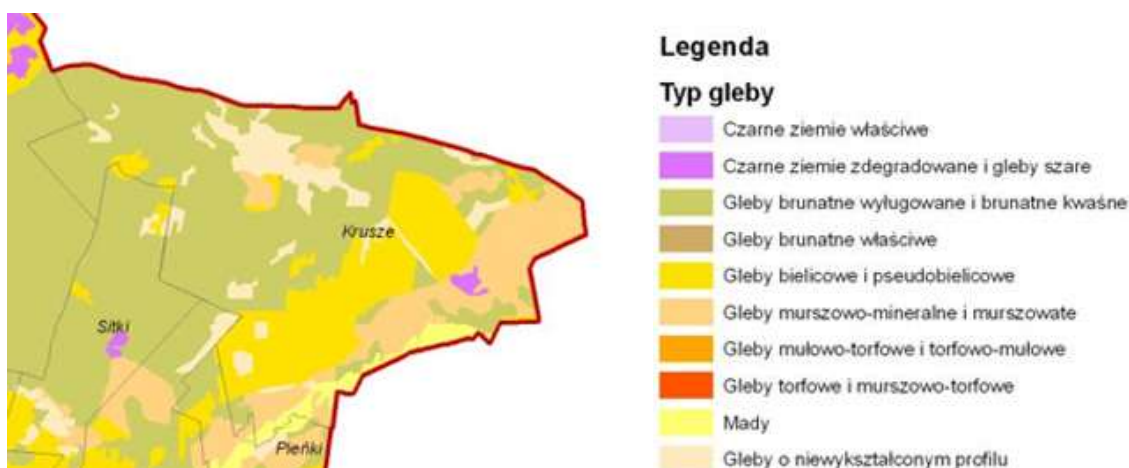 Krusze
Sitki
Pieńki
Legenda
Typ gleby
Czarne ziemie właściwe
Czarne ziemie zdegradowane i gleby szare
Gleby brunatne wyługowane i brunatne kwaśne
Gleby brunatne właściwe
Gleby bielicowe i pseudobielicowe
Gleby murszowo-mineralne i murszowate
Gleby mułowo-torfowe i torfowo-mułowe
Gleby torfowe i murszowo-torfowe
Mady
Gleby o niewykształconym profilu